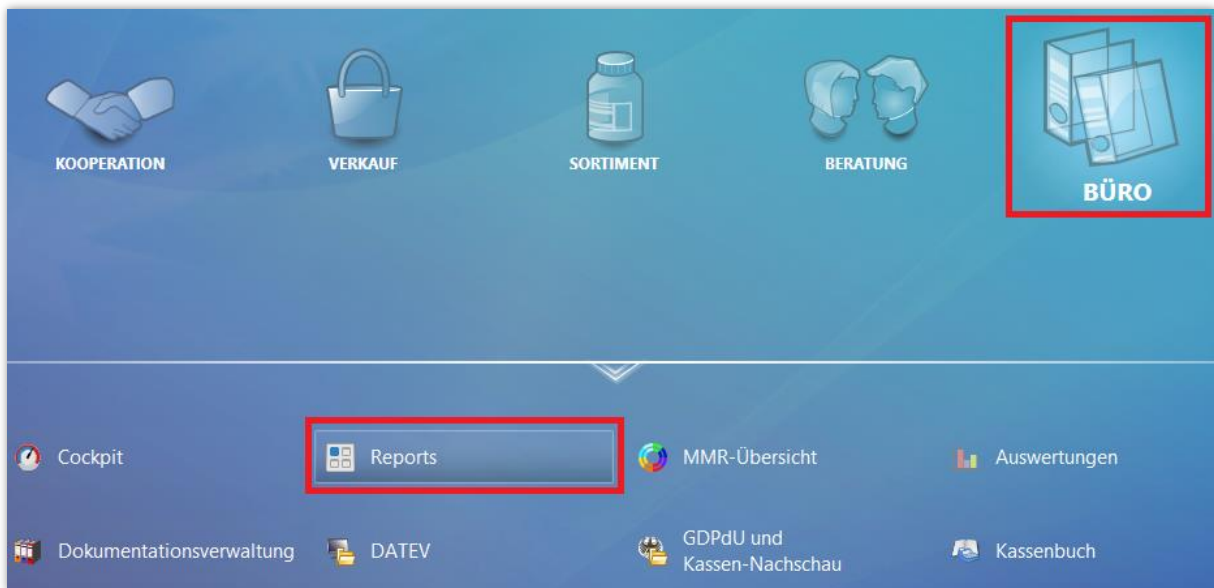 KOOPERATION
VERKAUF
SORTIMENT
BERATUNG
BÜRO
Cockpit
Reports
MMR-Übersicht
Auswertungen
Dokumentationsverwaltung
DATEV
GDPdU und
Kassen-Nachschau
Kassenbuch